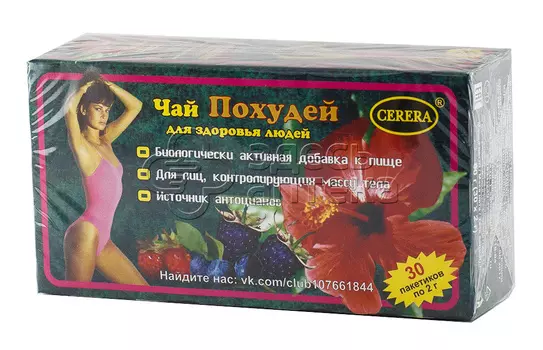 Чай Похудей
для здоровья людей
CERERA®
Биологически активная добавка к пище
Для лиц, контролирующих массу тела
Источник антоцианов
30
пакетиков
по 2 г
Найдите нас: vk.com/club107661844